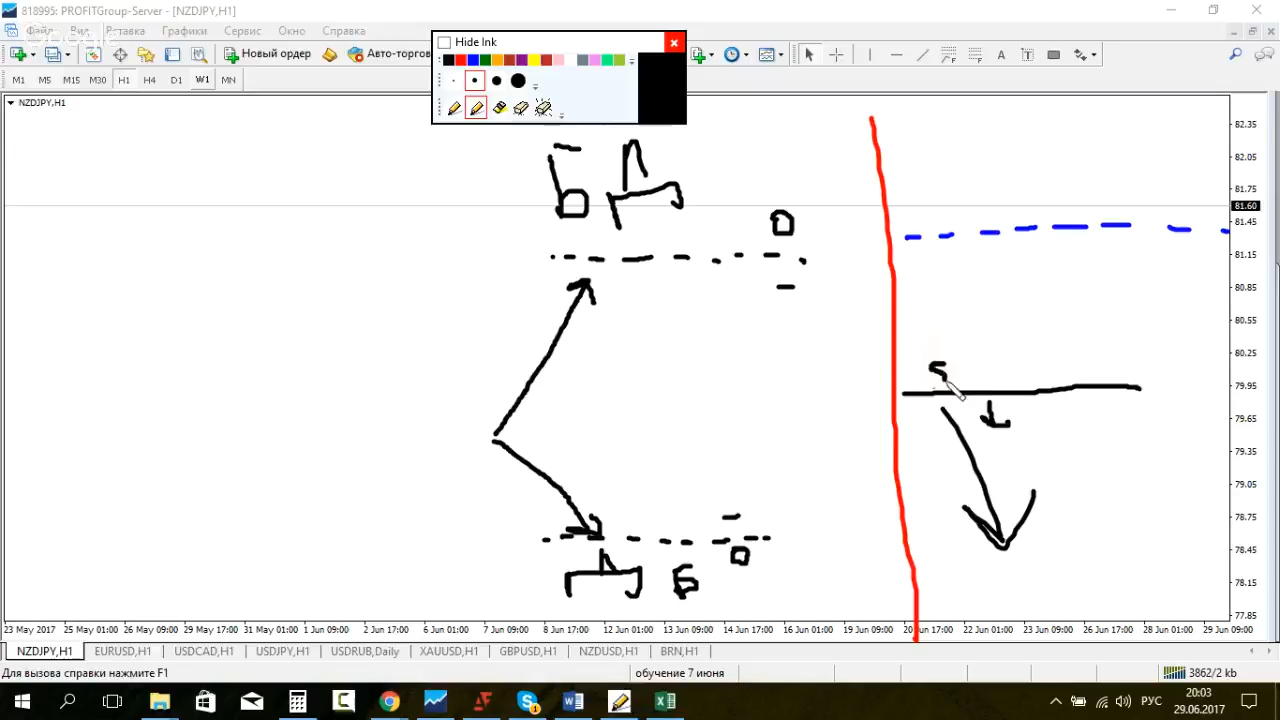 818995: PROFITGroup-Server - [NZDJPY,H1]
Файл Вид Вставка Графики Сервис Окно Справка
Hide Ink
Новый ордер
Авто-торгов
M1 M5 M15 M30 H1 H4 D1 W1 MN
NZDJPY,H1
82.35
82.05
81.75
81.60
81.45
81.15
80.85
80.55
80.25
79.95
79.65
79.35
79.05
78.75
78.45
78.15
77.85
Б Д
Д Б
S
23 May 2017 25 May 01:00 26 May 09:00 29 May 17:00 31 May 01:00 1 Jun 09:00 2 Jun 17:00 6 Jun 01:00 7 Jun 09:00 8 Jun 17:00 12 Jun 01:00 13 Jun 09:00 14 Jun 17:00 16 Jun 01:00 19 Jun 09:00 20 Jun 17:00 22 Jun 01:00 23 Jun 09:00 26 Jun 17:00 28 Jun 01:00 29 Jun 09:00
NZDJPY,H1 EURUSD,H1 USDCAD,H1 USDJPY,H1 USDRUB,Daily XAUUSD,H1 GBPUSD,H1 NZDUSD,H1 BRN,H1
Для вызова справки нажмите F1
обучение 7 июня
3862/2 kb
РУС
20:03
29.06.2017